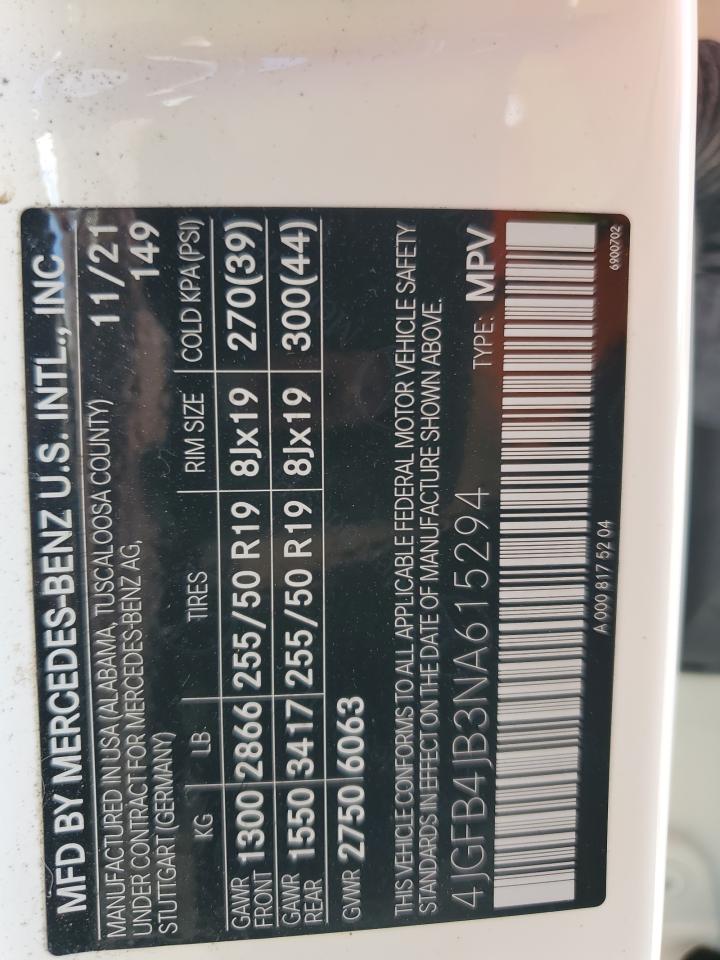 MFD BY MERCEDES-BENZ U.S. INTL., INC
MANUFACTURED IN USA (ALABAMA, TUSCALOOSA COUNTY) 11/21
UNDER CONTRACT FOR MERCEDES-BENZ AG, 149
STUTTGART (GERMANY)
KG LB. TIRES RIM SIZE COLD KPA (PSI)
GAWR FRONT 1300 2866 255/50 R19 8Jx19 270(39)
GAWR REAR 1550 3417 255/50 R19 8Jx19 300(44)
GVWR 2750 6063
THIS VEHICLE CONFORMS TO ALL APPLICABLE FEDERAL MOTOR VEHICLE SAFETY
STANDARDS IN EFFECT ON THE DATE OF MANUFACTURE SHOWN ABOVE.
4JGFB4JB3NA615294 TYPE: MPV
A 000 817 52 04 6900702